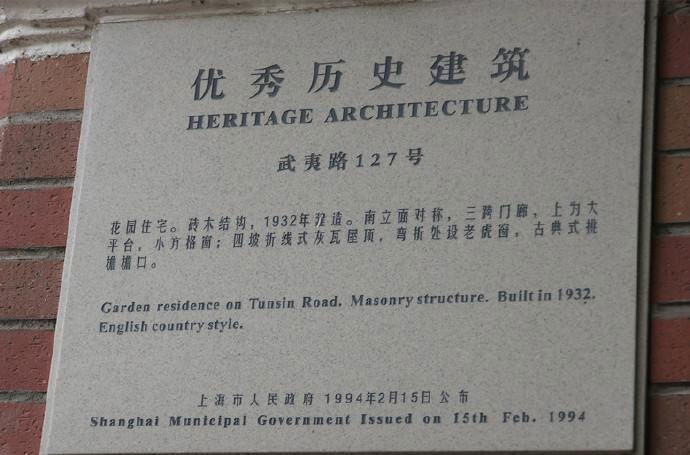 优秀历史建筑
HERITAGE ARCHITECTURE
武夷路127号
花园住宅。砖木结构，1932年建造。南立面对称，三跨门廊，上为大
平台，小方格窗；四坡折线式灰瓦屋顶，弯折处设老虎窗，古典式挑
檐檐口。
Garden residence on Tunsin Road. Masonry structure. Built in 1932.
English country style.
上海市人民政府 1994年2月15日公布
Shanghai Municipal Government Issued on 15th Feb. 1994